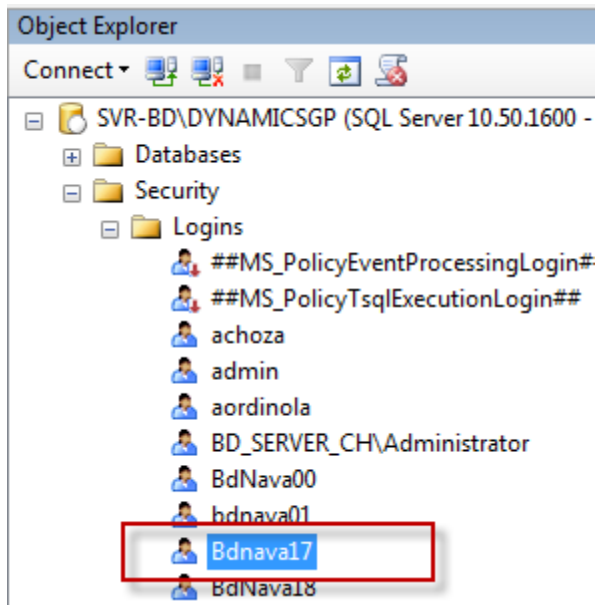 Object Explorer
Connect
SVR-BD\DYNAMICSGP (SQL Server 10.50.1600 -
Databases
Security
Logins
##MS_PolicyEventProcessingLogin#
##MS_PolicyTsqlExecutionLogin##
achoza
admin
aordinola
BD_SERVER_CH\Administrator
BdNava00
bdnava01
Bdnava17
BdNava18